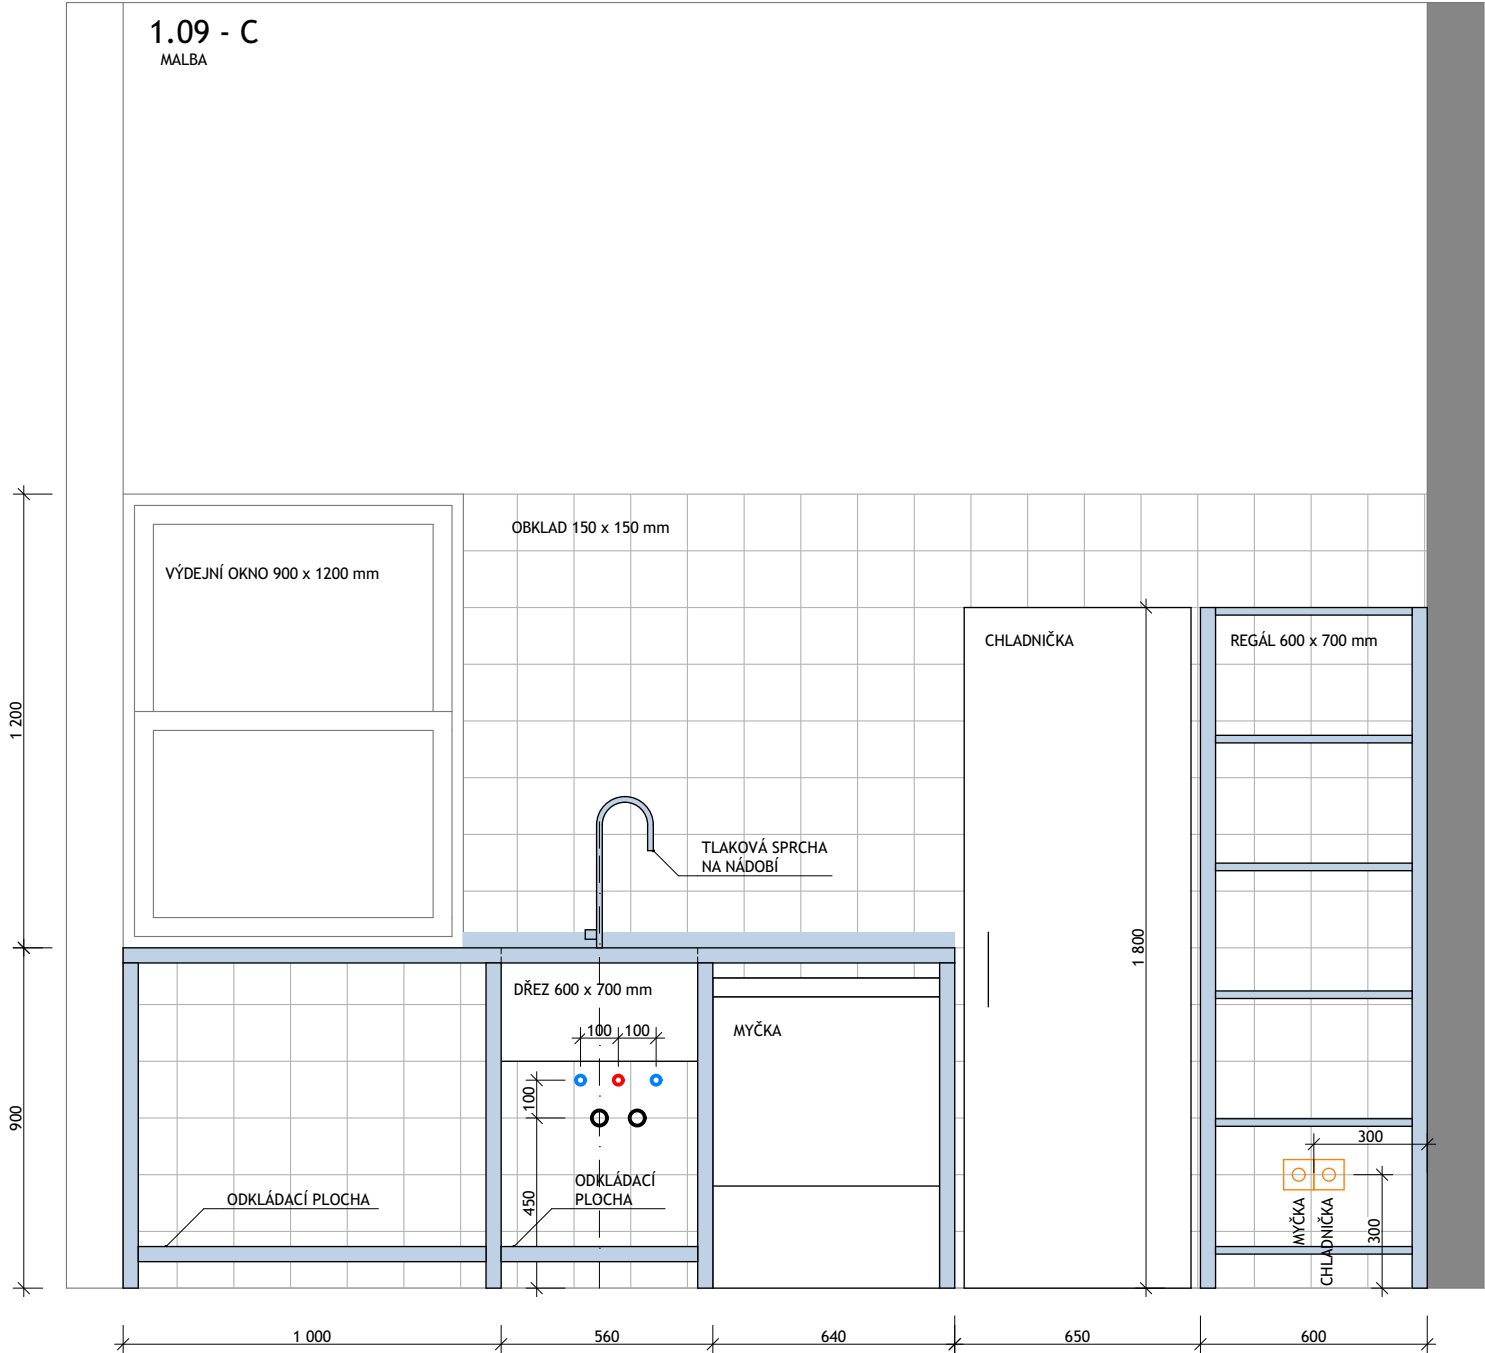 1.09 - C
MALBA
OBKLAD 150 x 150 mm
VÝDEJNÍ OKNO 900 x 1200 mm
CHLADNIČKA
REGÁL 600 x 700 mm
1 200
TLAKOVÁ SPRCHA
NA NÁDOBÍ
1 800
DŘEZ 600 x 700 mm
100
100
MYČKA
100
900
300
ODKLÁDACÍ
PLOCHA
ODKLÁDACÍ PLOCHA
450
MYČKA
CHLADNIČKA
300
1 000
560
640
650
600